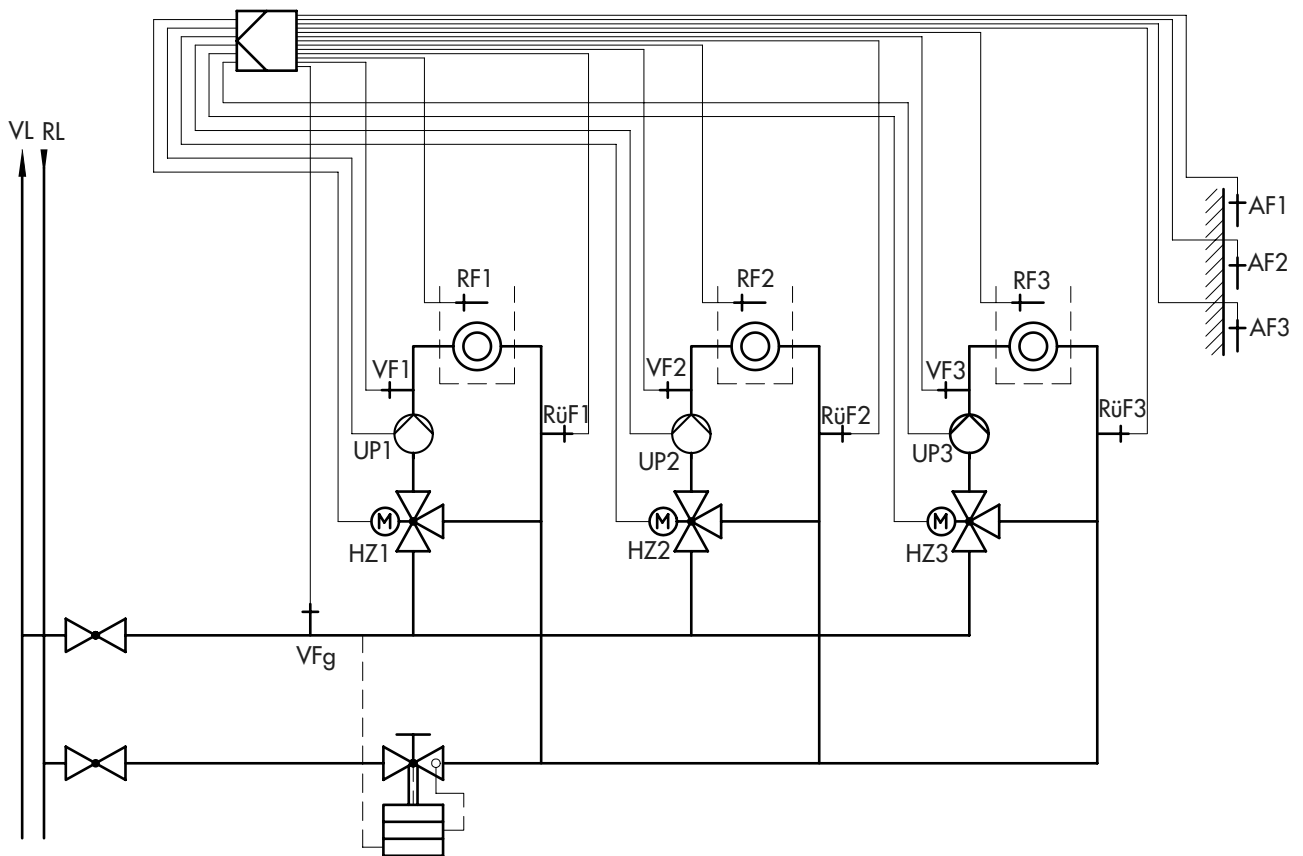 VL RL
AF1
AF2
AF3
RF1 RF2 RF3
VF1 VF2 VF3
RüF1 RüF2 RüF3
UP1 UP2 UP3
M M M
HZ1 HZ2 HZ3
VFg